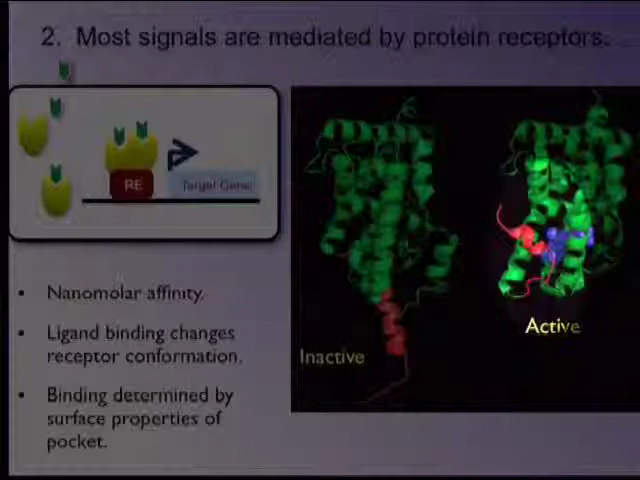 2. Most signals are mediated by protein receptors.
RE
Target Gene
• Nanomolar affinity.
• Ligand binding changes
receptor conformation.
• Binding determined by
surface properties of
pocket.
Inactive
Active